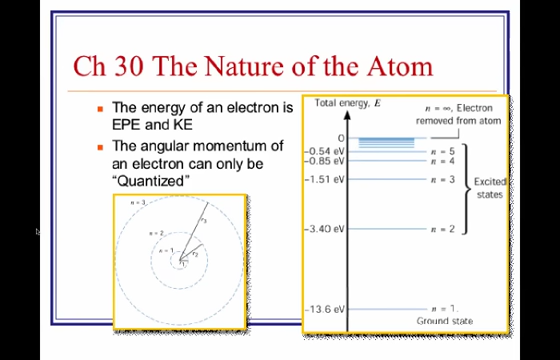 Ch 30 The Nature of the Atom
The energy of an electron is
EPE and KE
The angular momentum of
an electron can only be
“Quantized”
n = 3
n = 2
n = 1
r3
r2
r1
Total energy, E
n = ∞, Electron
removed from atom
0
-0.54 eV
n = 5
-0.85 eV
n = 4
-1.51 eV
n = 3
Excited
states
-3.40 eV
n = 2
-13.6 eV
n = 1
Ground state